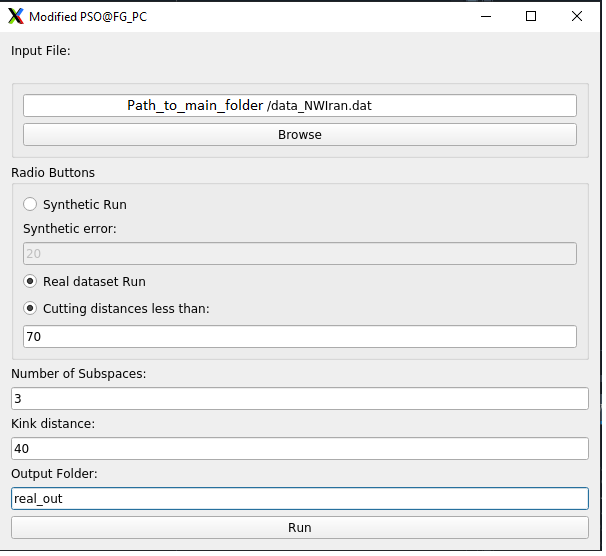 Modified PSO@FG_PC
Input File:
Path_to_main_folder /data_NWIran.dat
Browse
Radio Buttons
Synthetic Run
Synthetic error:
20
Real dataset Run
Cutting distances less than:
70
Number of Subspaces:
3
Kink distance:
40
Output Folder:
real_out
Run